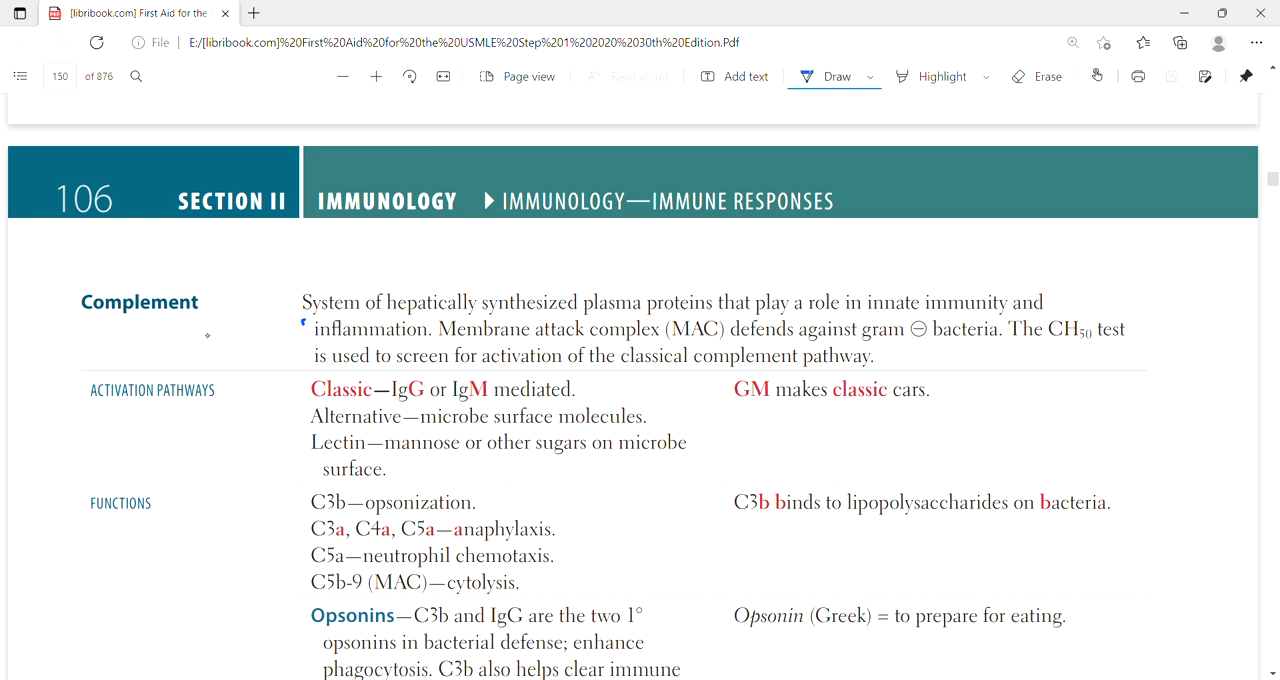 [libribook.com] First Aid for the
File E:/[libribook.com]%20First%20Aid%20for%20the%20USMLE%20Step%201%202020%2030th%20Edition.Pdf
150 of 876 Page view Read aloud Add text Draw Highlight Erase
106 SECTION II IMMUNOLOGY ▶ IMMUNOLOGY—IMMUNE RESPONSES
Complement System of hepatically synthesized plasma proteins that play a role in innate immunity and
inflammation. Membrane attack complex (MAC) defends against gram ⊖ bacteria. The CH50 test
is used to screen for activation of the classical complement pathway.
ACTIVATION PATHWAYS Classic—IgG or IgM mediated. GM makes classic cars.
Alternative—microbe surface molecules.
Lectin—mannose or other sugars on microbe
surface.
FUNCTIONS C3b—opsonization. C3b binds to lipopolysaccharides on bacteria.
C3a, C4a, C5a—anaphylaxis.
C5a—neutrophil chemotaxis.
C5b-9 (MAC)—cytolysis.
Opsonins—C3b and IgG are the two 1° Opsonin (Greek) = to prepare for eating.
opsonins in bacterial defense; enhance
phagocytosis. C3b also helps clear immune